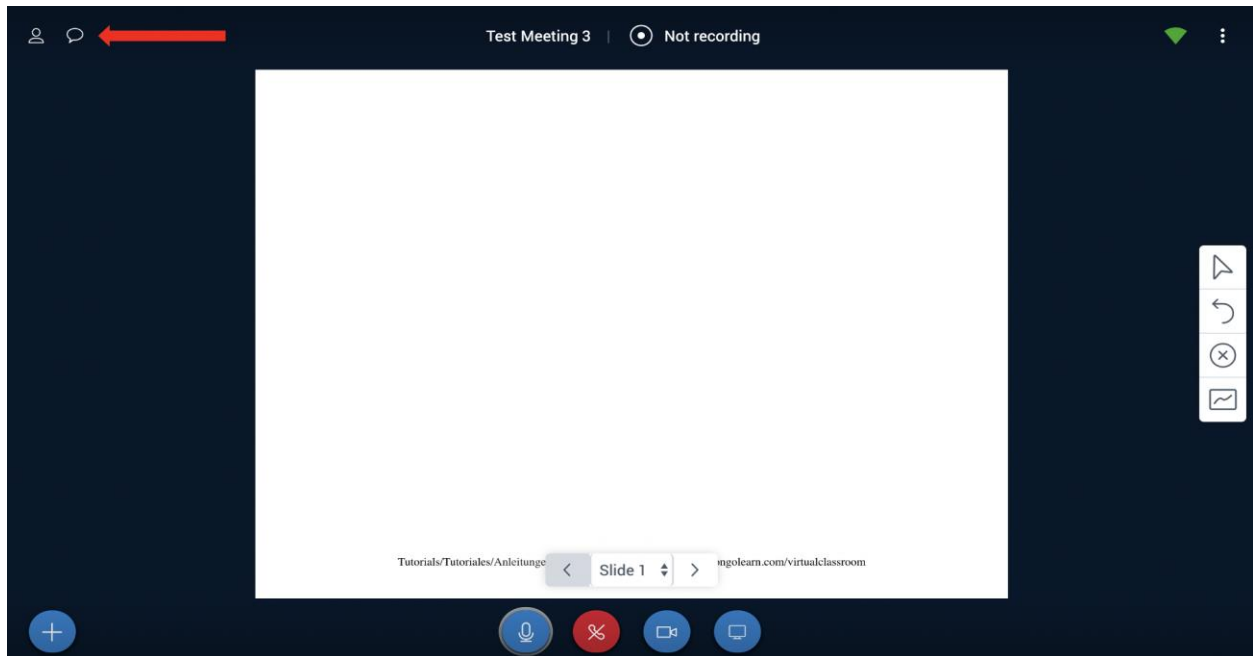 Test Meeting 3 | Not recording
Tutorials/Tutoriales/Anleitunge ngolearn.com/virtualclassroom
Slide 1